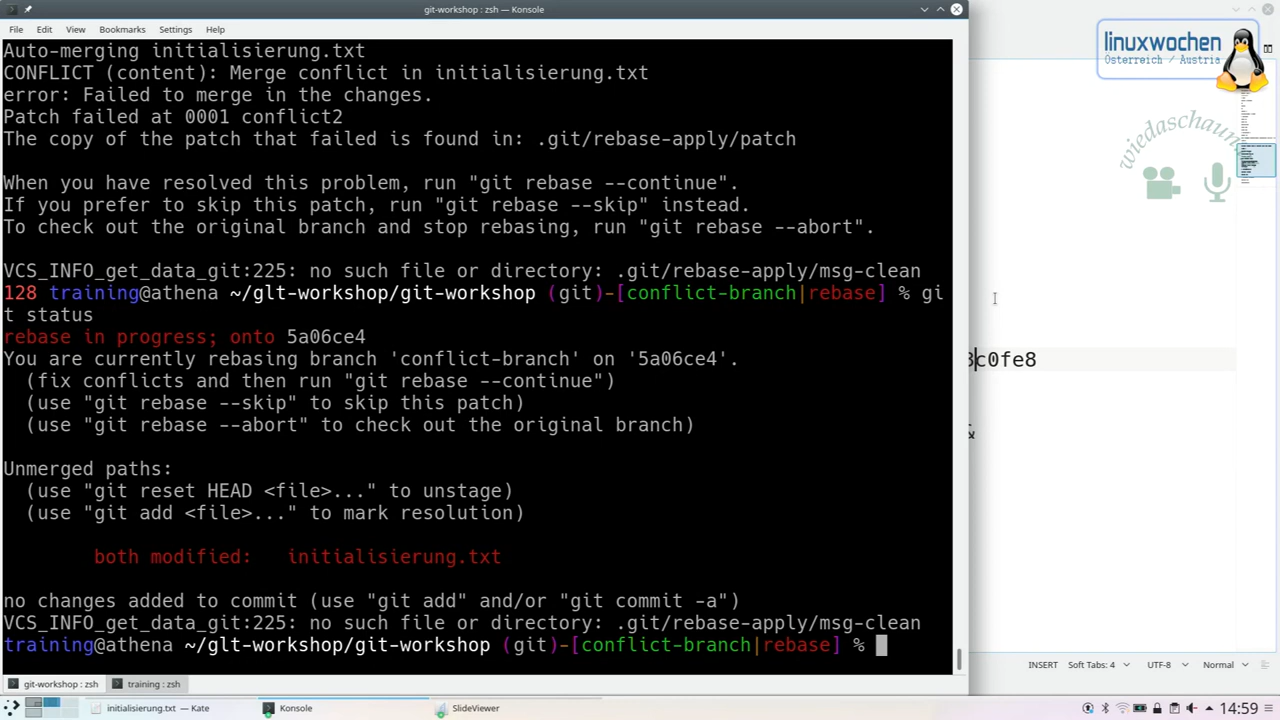 git-workshop : zsh — Konsole
File Edit View Bookmarks Settings Help
Auto-merging initialisierung.txt
CONFLICT (content): Merge conflict in initialisierung.txt
error: Failed to merge in the changes.
Patch failed at 0001 conflict2
The copy of the patch that failed is found in: .git/rebase-apply/patch
When you have resolved this problem, run "git rebase --continue".
If you prefer to skip this patch, run "git rebase --skip" instead.
To check out the original branch and stop rebasing, run "git rebase --abort".
VCS_INFO_get_data_git:225: no such file or directory: .git/rebase-apply/msg-clean
128 training@athena ~/glt-workshop/git-workshop (git)-[conflict-branch|rebase] % gi
t status
rebase in progress; onto 5a06ce4
You are currently rebasing branch 'conflict-branch' on '5a06ce4'.
(fix conflicts and then run "git rebase --continue")
(use "git rebase --skip" to skip this patch)
(use "git rebase --abort" to check out the original branch)
Unmerged paths:
(use "git reset HEAD <file>..." to unstage)
(use "git add <file>..." to mark resolution)
both modified: initialisierung.txt
no changes added to commit (use "git add" and/or "git commit -a")
VCS_INFO_get_data_git:225: no such file or directory: .git/rebase-apply/msg-clean
training@athena ~/glt-workshop/git-workshop (git)-[conflict-branch|rebase] %
git-workshop : zsh training : zsh
linuxwochen
Österreich / Austria
wiedaschaun
c0fe8
&
INSERT Soft Tabs: 4 UTF-8 Normal
initialisierung.txt — Kate Konsole SlideViewer 14:59